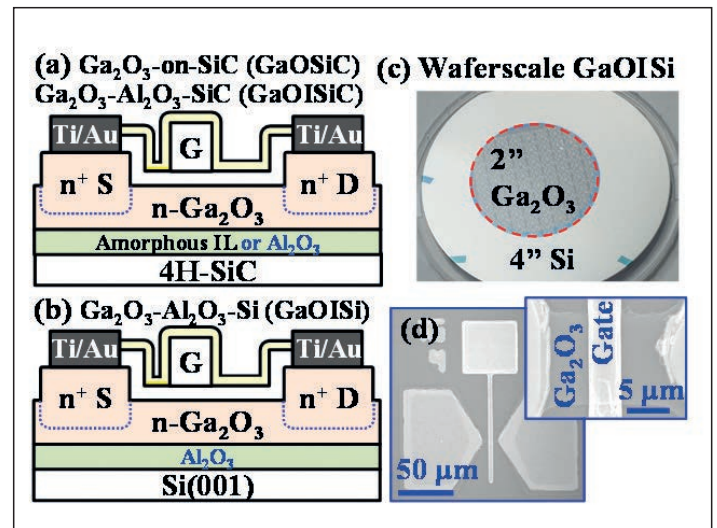 (a) Ga₂O₃-on-SiC (GaOSiC)
Ga₂O₃-Al₂O₃-SiC (GaOISiC)
Ti/Au
G
Ti/Au
n⁺ S
n⁺ D
n-Ga₂O₃
Amorphous IL or Al₂O₃
4H-SiC
(b) Ga₂O₃-Al₂O₃-Si (GaOISi)
Ti/Au
G
Ti/Au
n⁺ S
n⁺ D
n-Ga₂O₃
Al₂O₃
Si(001)
(c) Waferscale GaOISi
2”
Ga₂O₃
4” Si
(d)
Ga₂O₃
Gate
5 µm
50 µm